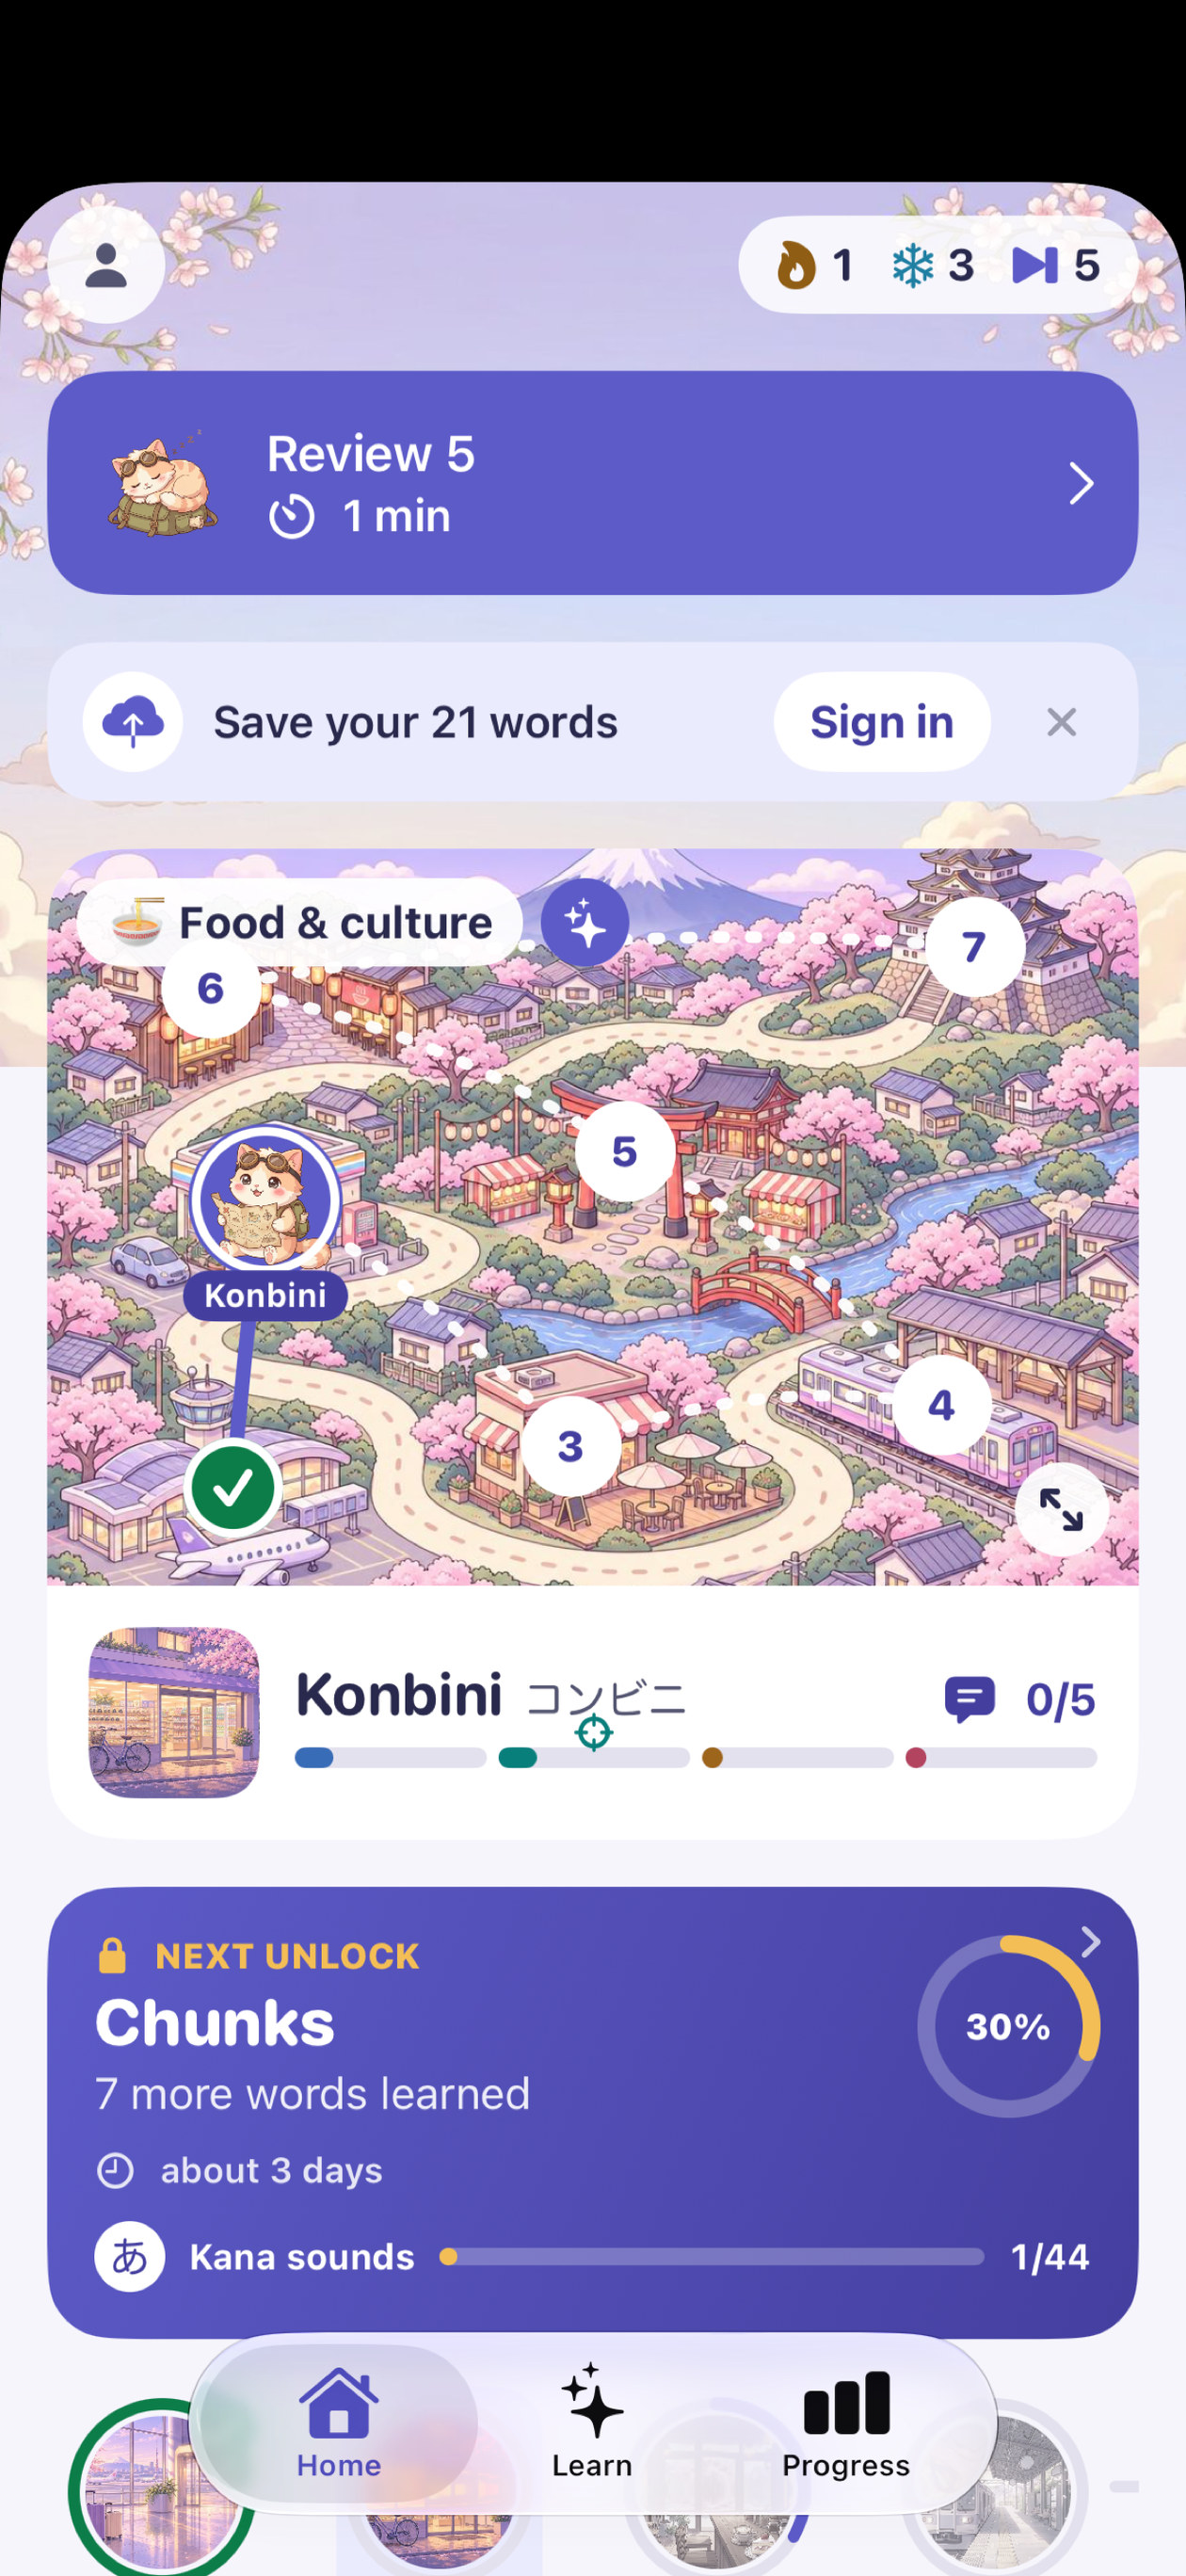 1 3 5
Review 5
1 min
Save your 21 words
Sign in
Food & culture
7
6
5
Konbini
4
3
Konbini コンビニ
0/5
NEXT UNLOCK
Chunks
30%
7 more words learned
about 3 days
あ Kana sounds 1/44
Home
Learn
Progress